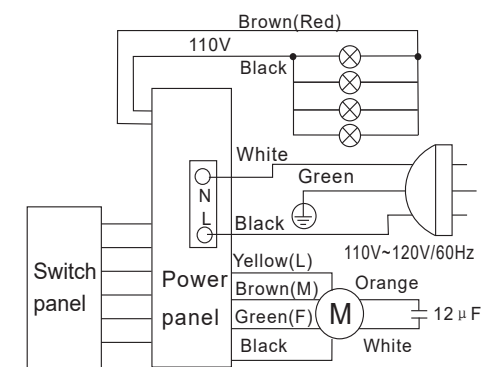 Brown(Red)
110V
Black
White
Green
N
L
Black
110V~120V/60Hz
Yellow(L)
Switch
panel
Power
panel
Brown(M)
Orange
M
12 μ F
Green(F)
Black
White